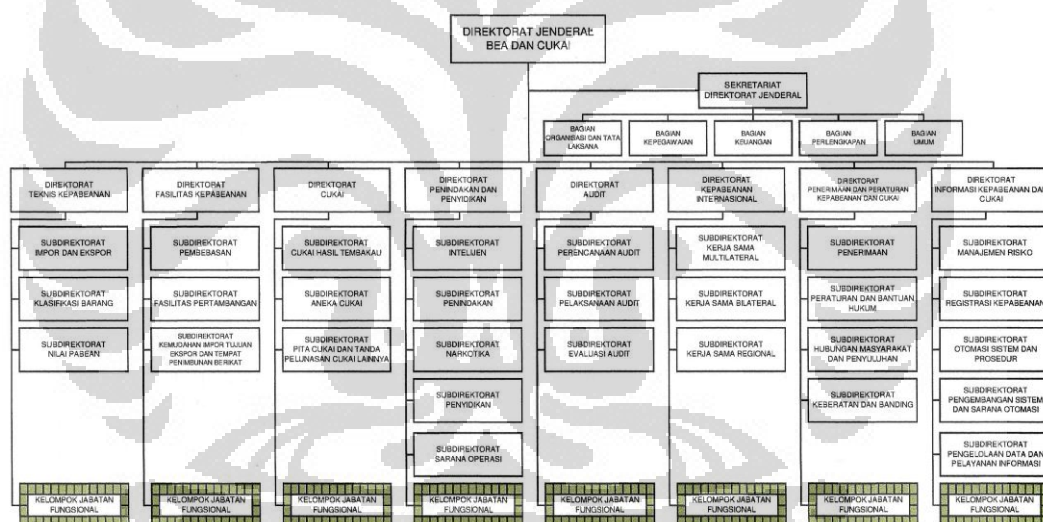 DIREKTORAT JENDERAL
BEA DAN CUKAI
SEKRETARIAT
DIREKTORAT JENDERAL
BAGIAN
ORGANISASI DAN TATA
LAKSANA
BAGIAN
KEPEGAWAIAN
BAGIAN
KEUANGAN
BAGIAN
PERLENGKAPAN
BAGIAN
UMUM
DIREKTORAT
TEKNIS KEPABEANAN
DIREKTORAT
FASILITAS KEPABEANAN
DIREKTORAT
CUKAI
DIREKTORAT
PENINDAKAN DAN
PENYIDIKAN
DIREKTORAT
AUDIT
DIREKTORAT
KEPABEANAN
INTERNASIONAL
DIREKTORAT
PENERIMAAN DAN PERATURAN
KEPABEANAN DAN CUKAI
DIREKTORAT
INFORMASI KEPABEANAN DAN
CUKAI
SUBDIREKTORAT
IMPOR DAN EKSPOR
SUBDIREKTORAT
KLASIFIKASI BARANG
SUBDIREKTORAT
NILAI PABEAN
SUBDIREKTORAT
PEMBEBASAN
SUBDIREKTORAT
FASILITAS PERTAMBANGAN
SUBDIREKTORAT
KEMUDAHAN IMPOR TUJUAN
EKSPOR DAN TEMPAT
PENIMBUNAN BERIKAT
SUBDIREKTORAT
CUKAI HASIL TEMBAKAU
SUBDIREKTORAT
ANEKA CUKAI
SUBDIREKTORAT
PITA CUKAI DAN TANDA
PELUNASAN CUKAI LAINNYA
SUBDIREKTORAT
INTELIJEN
SUBDIREKTORAT
PENINDAKAN
SUBDIREKTORAT
NARKOTIKA
SUBDIREKTORAT
PENYIDIKAN
SUBDIREKTORAT
SARANA OPERASI
SUBDIREKTORAT
PERENCANAAN AUDIT
SUBDIREKTORAT
PELAKSANAAN AUDIT
SUBDIREKTORAT
EVALUASI AUDIT
SUBDIREKTORAT
KERJA SAMA
MULTILATERAL
SUBDIREKTORAT
KERJA SAMA BILATERAL
SUBDIREKTORAT
KERJA SAMA REGIONAL
SUBDIREKTORAT
PENERIMAAN
SUBDIREKTORAT
PERATURAN DAN BANTUAN
HUKUM
SUBDIREKTORAT
HUBUNGAN MASYARAKAT
DAN PENYULUHAN
SUBDIREKTORAT
KEBERATAN DAN BANDING
SUBDIREKTORAT
MANAJEMEN RISIKO
SUBDIREKTORAT
REGISTRASI KEPABEANAN
SUBDIREKTORAT
OTOMASI SISTEM DAN
PROSEDUR
SUBDIREKTORAT
PENGEMBANGAN SISTEM
DAN SARANA OTOMASI
SUBDIREKTORAT
PENGELOLAAN DATA DAN
PELAYANAN INFORMASI
KELOMPOK JABATAN
FUNGSIONAL
KELOMPOK JABATAN
FUNGSIONAL
KELOMPOK JABATAN
FUNGSIONAL
KELOMPOK JABATAN
FUNGSIONAL
KELOMPOK JABATAN
FUNGSIONAL
KELOMPOK JABATAN
FUNGSIONAL
KELOMPOK JABATAN
FUNGSIONAL
KELOMPOK JABATAN
FUNGSIONAL